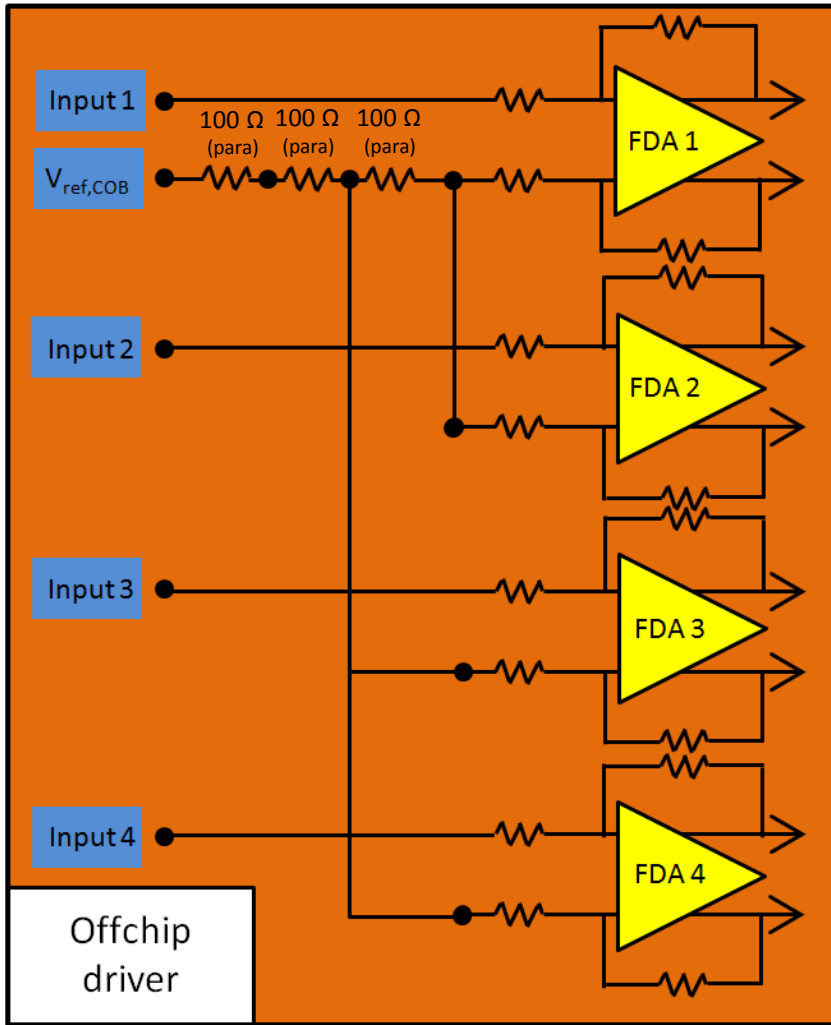 Input 1
100 Ω 100 Ω 100 Ω
(para) (para) (para)
FDA 1
Vref,COB
Input 2
FDA 2
Input 3
FDA 3
Input 4
FDA 4
Offchip
driver